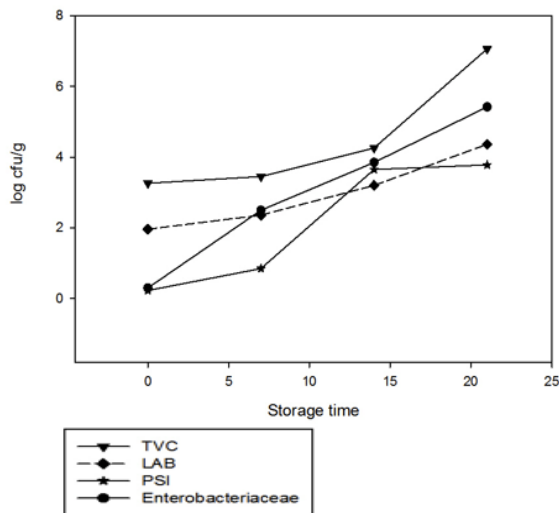 8
6
4
2
0
log cfu/g
0 5 10 15 20 25
Storage time
TVC
LAB
PSI
Enterobacteriaceae